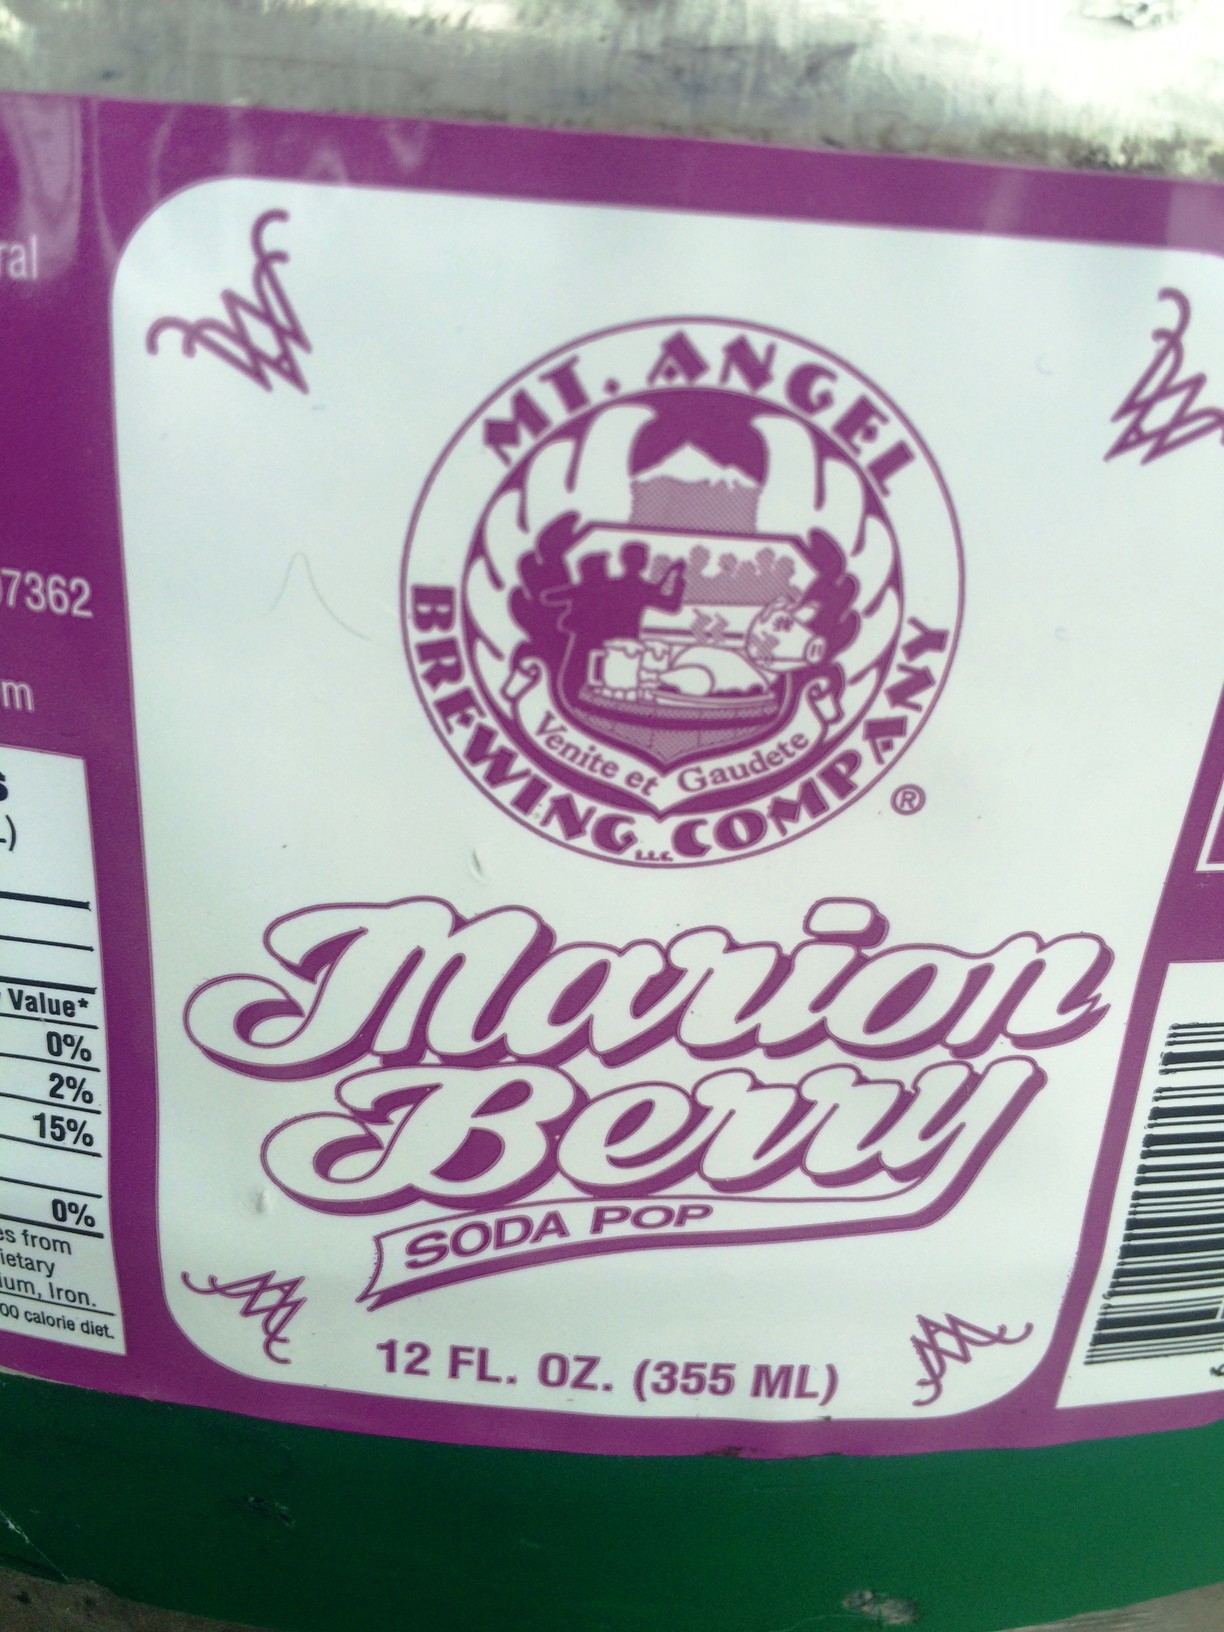 ral
7362
m
s
Value*
0%
2%
15%
0%
es from
ietary
ium, Iron.
00 calorie diet.
MT. ANGEL
BREWING LLC COMPANY
®
Venite et Gaudete
Marion
Berry
SODA POP
12 FL. OZ. (355 ML)